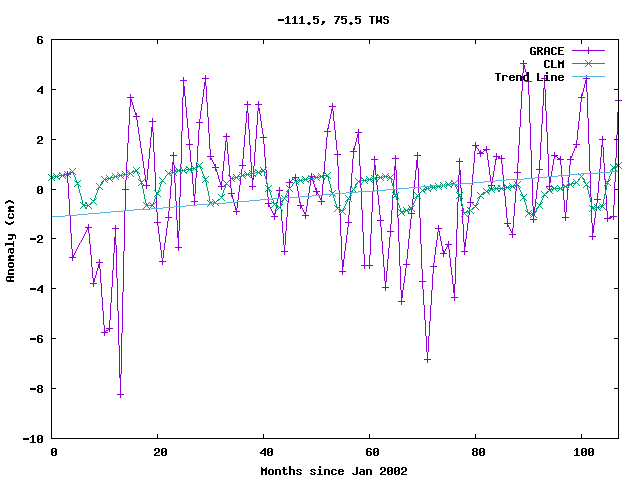 -111.5, 75.5 TWS
GRACE
CLM
Trend Line
6
4
2
0
-2
-4
-6
-8
-10
Anomaly (cm)
0 20 40 60 80 100
Months since Jan 2002